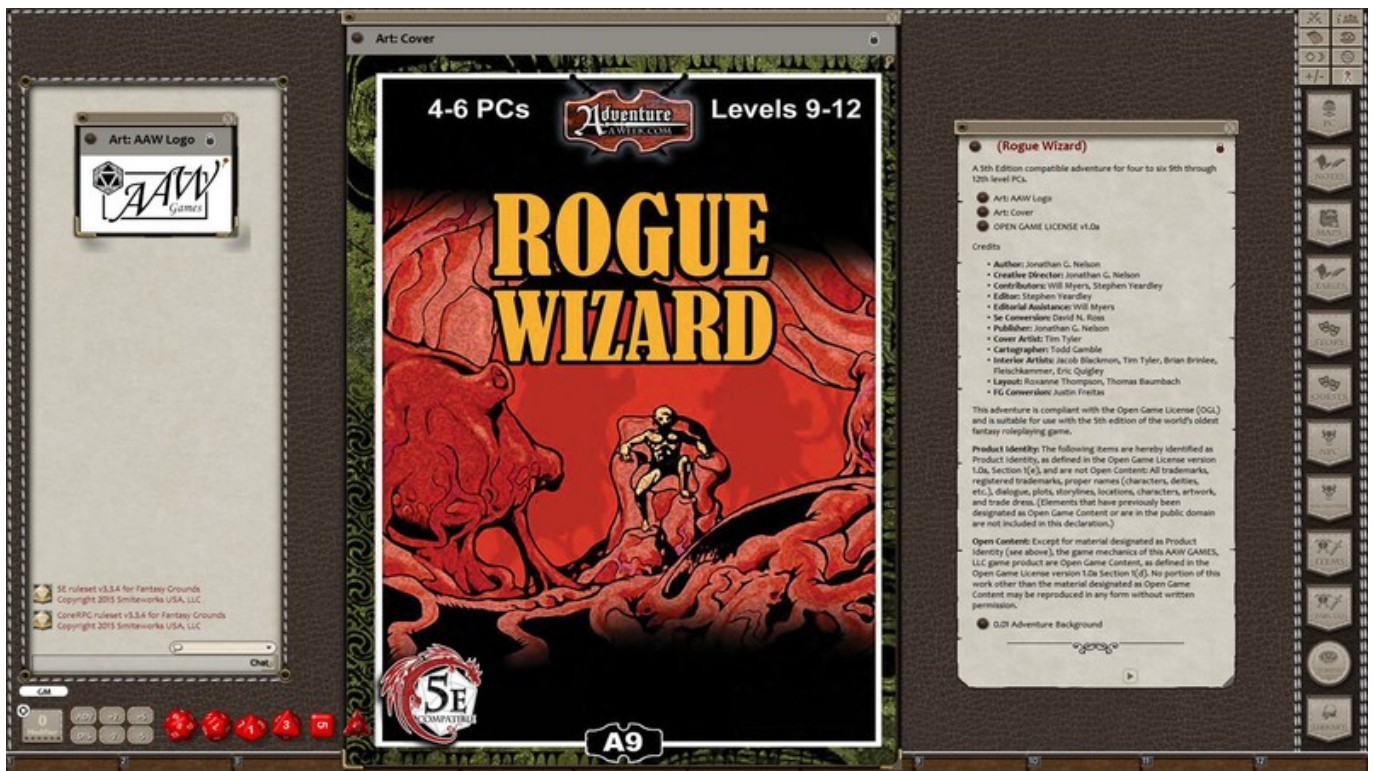 Art: Cover
Art: AAW Logo
AAW
Games
5E ruleset v3.3.4 for Fantasy Grounds
Copyright 2015 Smiteworks USA, LLC
CoreRPG ruleset v3.3.4 for Fantasy Grounds
Copyright 2015 Smiteworks USA, LLC
Chat
GM
0
Modifier
4-6 PCs
Adventure
A WEEK.COM
Levels 9-12
ROGUE
WIZARD
5E
COMPATIBLE
A9
(Rogue Wizard)
A 5th Edition compatible adventure for four to six 9th through
12th level PCs.
Art: AAW Logo
Art: Cover
OPEN GAME LICENSE v1.0a
Credits
• Author: Jonathan G. Nelson
• Creative Director: Jonathan G. Nelson
• Contributors: Will Myers, Stephen Yeardley
• Editor: Stephen Yeardley
• Editorial Assistance: Will Myers
• 5e Conversion: David N. Ross
• Publisher: Jonathan G. Nelson
• Cover Artist: Tim Tyler
• Cartographer: Todd Gamble
• Interior Artists: Jacob Blackmon, Tim Tyler, Brian Brinlee,
Fleischkammer, Eric Quigley
• Layout: Roxanne Thompson, Thomas Baumbach
• FG Conversion: Justin Freitas
This adventure is compliant with the Open Game License (OGL)
and is suitable for use with the 5th edition of the world's oldest
fantasy roleplaying game.
Product Identity: The following items are hereby identified as
Product Identity, as defined in the Open Game License version
1.0a, Section 1(e), and are not Open Content: All trademarks,
registered trademarks, proper names (characters, deities,
etc.), dialogue, plots, storylines, locations, characters, artwork,
and trade dress. (Elements that have previously been
designated as Open Game Content or are in the public domain
are not included in this declaration.)
Open Content: Except for material designated as Product
Identity (see above), the game mechanics of this AAW GAMES,
LLC game product are Open Game Content, as defined in the
Open Game License version 1.0a Section 1(d). No portion of this
work other than the material designated as Open Game
Content may be reproduced in any form without written
permission.
0.01 Adventure Background
PC
NOTES
MAPS
TABLES
STORY
QUESTS
NPC
ITEMS
LIBRARY
+/-